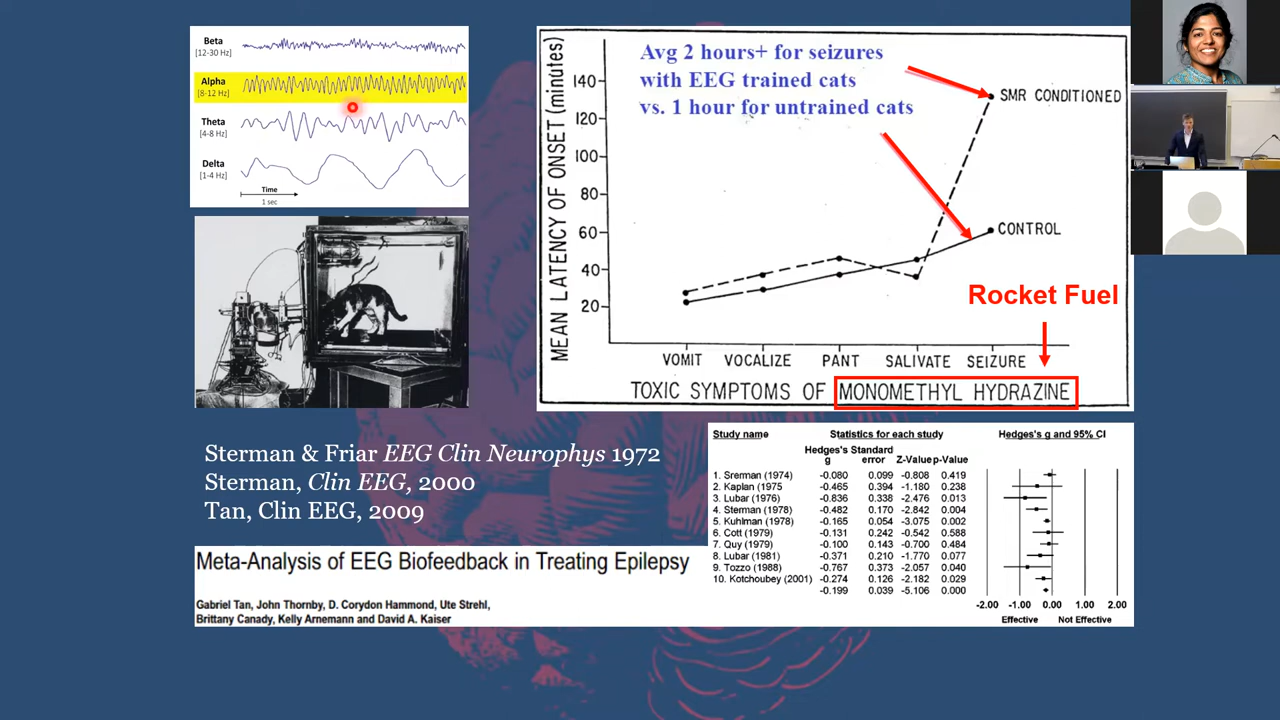 Beta
[12-30 Hz]
Alpha
[8-12 Hz]
Theta
[4-8 Hz]
Delta
[1-4 Hz]
Time
1 sec
MEAN LATENCY OF ONSET (minutes)
140
120
100
80
60
40
20
Avg 2 hours+ for seizures
with EEG trained cats
vs. 1 hour for untrained cats
SMR CONDITIONED
CONTROL
Rocket Fuel
VOMIT VOCALIZE PANT SALIVATE SEIZURE
TOXIC SYMPTOMS OF MONOMETHYL HYDRAZINE
Sterman & Friar EEG Clin Neurophys 1972
Sterman, Clin EEG, 2000
Tan, Clin EEG, 2009
Meta-Analysis of EEG Biofeedback in Treating Epilepsy
Gabriel Tan, John Thornby, D. Corydon Hammond, Ute Strehl,
Brittany Canady, Kelly Arnemann and David A. Kaiser
Study name Statistics for each study Hedges's g and 95% CI
Hedges's Standard
g error Z-Value p-Value
1. Srerman (1974) -0.080 0.099 -0.808 0.419
2. Kaplan (1975 -0.465 0.394 -1.180 0.238
3. Lubar (1976) -0.836 0.338 -2.476 0.013
4. Sterman (1978) -0.482 0.170 -2.842 0.004
5. Kuhlman (1978) -0.165 0.054 -3.075 0.002
6. Cott (1979) -0.131 0.242 -0.542 0.588
7. Quy (1979) -0.100 0.143 -0.700 0.484
8. Lubar (1981) -0.371 0.210 -1.770 0.077
9. Tozzo (1988) -0.767 0.373 -2.057 0.040
10. Kotchoubey (2001) -0.274 0.126 -2.182 0.029
-0.199 0.039 -5.106 0.000
-2.00 -1.00 0.00 1.00 2.00
Effective Not Effective